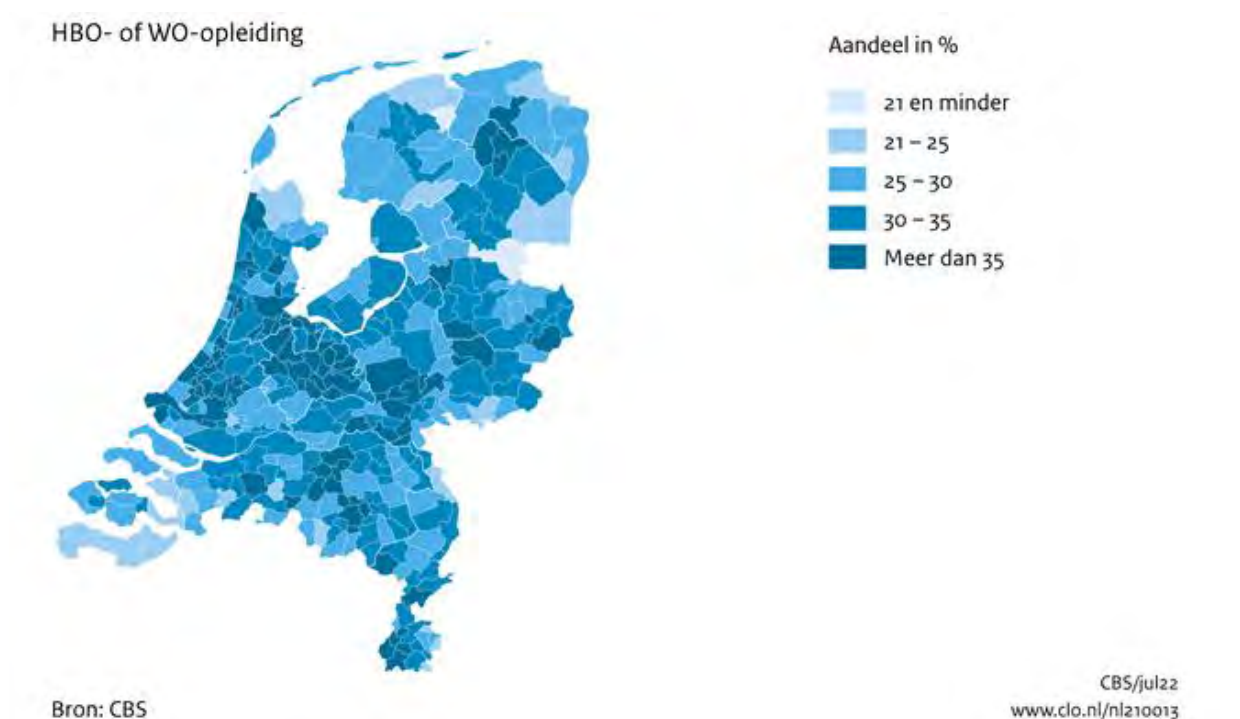 HBO- of WO-opleiding
Aandeel in %
21 en minder
21 – 25
25 – 30
30 – 35
Meer dan 35
Bron: CBS
CBS/jul22
www.clo.nl/nl210013